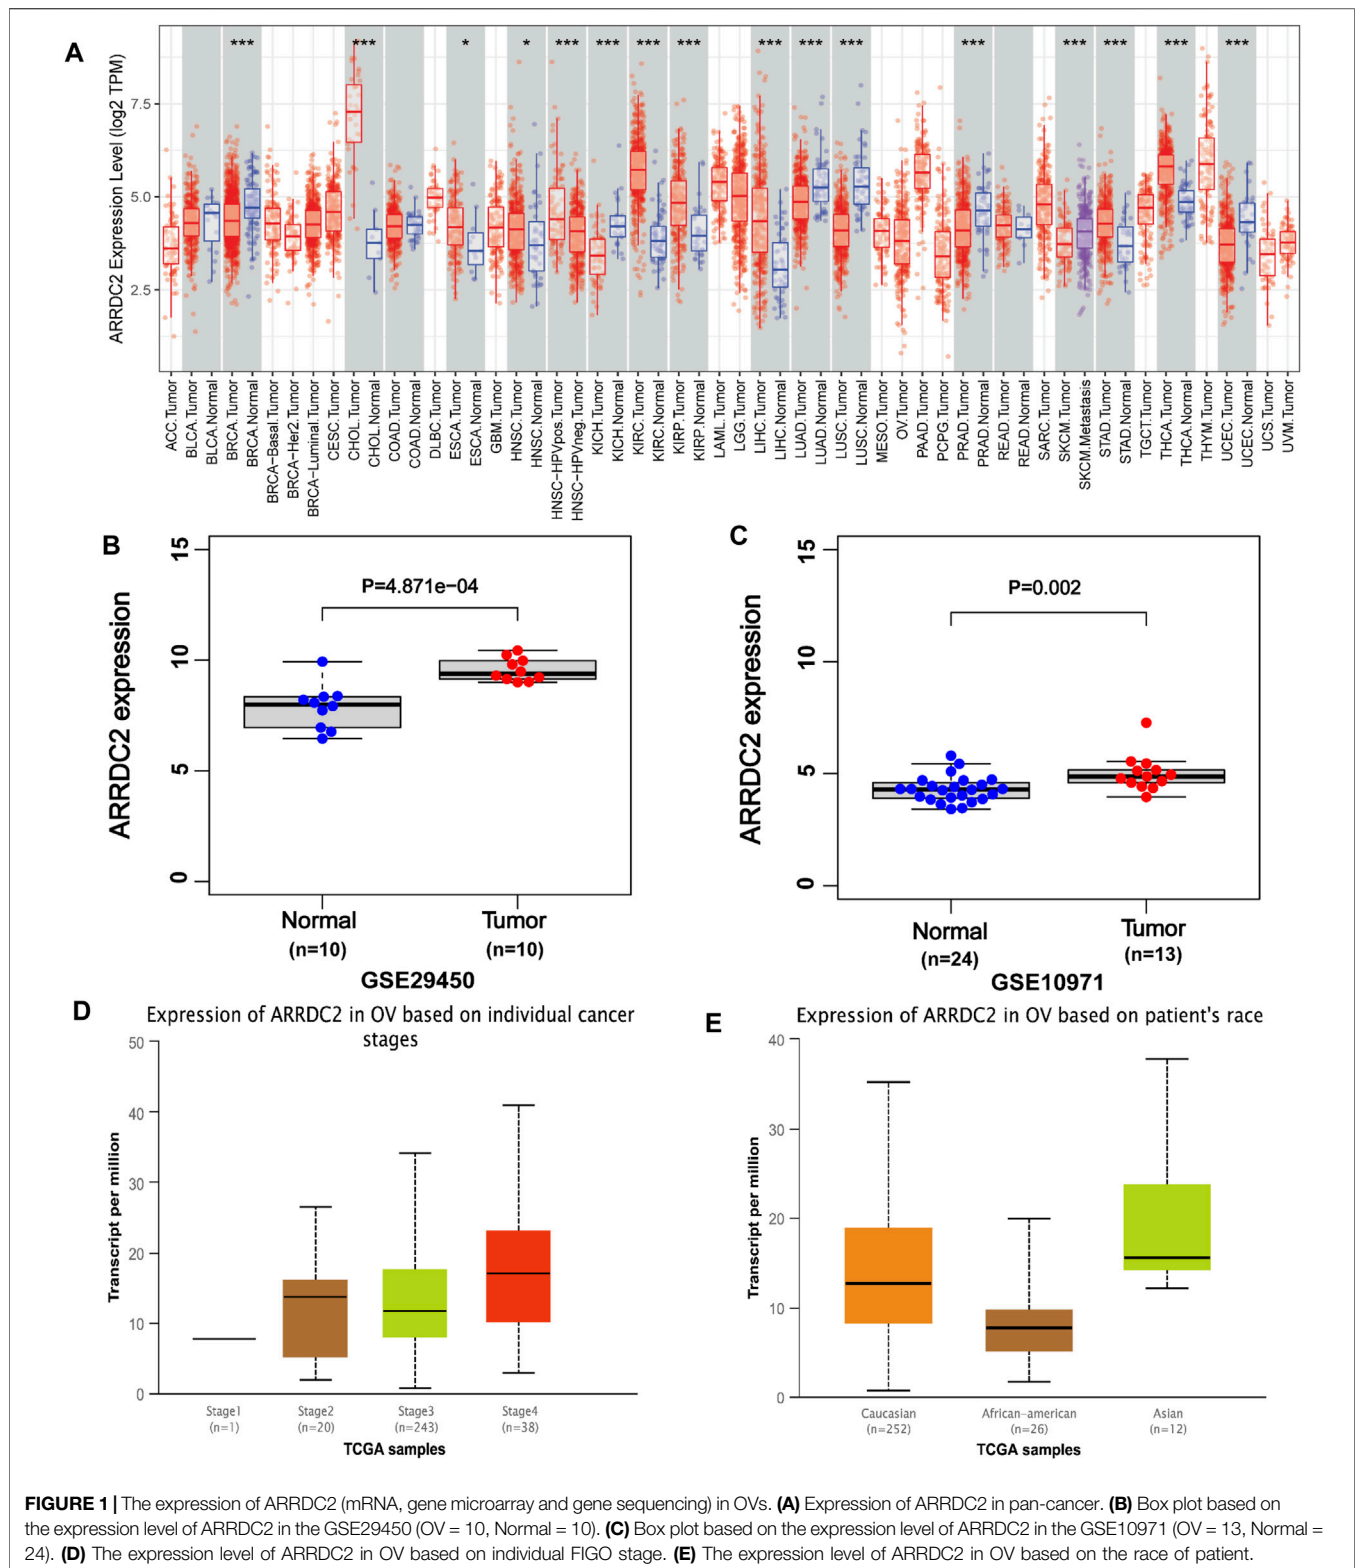 A
*** *** * * *** *** *** *** *** *** *** *** *** *** *** ***
ARRDC2 Expression Level (log2 TPM)
7.5
5.0
2.5
ACC.Tumor
BLCA.Tumor
BLCA.Normal
BRCA.Tumor
BRCA.Normal
BRCA-Basal.Tumor
BRCA-Her2.Tumor
BRCA-Luminal.Tumor
CESC.Tumor
CHOL.Tumor
CHOL.Normal
COAD.Tumor
COAD.Normal
DLBC.Tumor
ESCA.Tumor
ESCA.Normal
GBM.Tumor
HNSC.Tumor
HNSC.Normal
HNSC-HPVpos.Tumor
HNSC-HPVneg.Tumor
KICH.Tumor
KICH.Normal
KIRC.Tumor
KIRC.Normal
KIRP.Tumor
KIRP.Normal
LAML.Tumor
LGG.Tumor
LIHC.Tumor
LIHC.Normal
LUAD.Tumor
LUAD.Normal
LUSC.Tumor
LUSC.Normal
MESO.Tumor
OV.Tumor
PAAD.Tumor
PCPG.Tumor
PRAD.Tumor
PRAD.Normal
READ.Tumor
READ.Normal
SARC.Tumor
SKCM.Tumor
SKCM.Metastasis
STAD.Tumor
STAD.Normal
TGCT.Tumor
THCA.Tumor
THCA.Normal
THYM.Tumor
UCEC.Tumor
UCEC.Normal
UCS.Tumor
UVM.Tumor
B
ARRDC2 expression
15
10
5
0
P=4.871e−04
Normal
(n=10)
Tumor
(n=10)
GSE29450
C
ARRDC2 expression
15
10
5
0
P=0.002
Normal
(n=24)
Tumor
(n=13)
GSE10971
D
Expression of ARRDC2 in OV based on individual cancer
stages
Transcript per million
50
40
30
20
10
0
Stage1
(n=1)
Stage2
(n=20)
Stage3
(n=243)
Stage4
(n=38)
TCGA samples
E
Expression of ARRDC2 in OV based on patient's race
Transcript per million
40
30
20
10
0
Caucasian
(n=252)
African-american
(n=26)
Asian
(n=12)
TCGA samples
FIGURE 1 | The expression of ARRDC2 (mRNA, gene microarray and gene sequencing) in OVs. (A) Expression of ARRDC2 in pan-cancer. (B) Box plot based on
the expression level of ARRDC2 in the GSE29450 (OV = 10, Normal = 10). (C) Box plot based on the expression level of ARRDC2 in the GSE10971 (OV = 13, Normal =
24). (D) The expression level of ARRDC2 in OV based on individual FIGO stage. (E) The expression level of ARRDC2 in OV based on the race of patient.